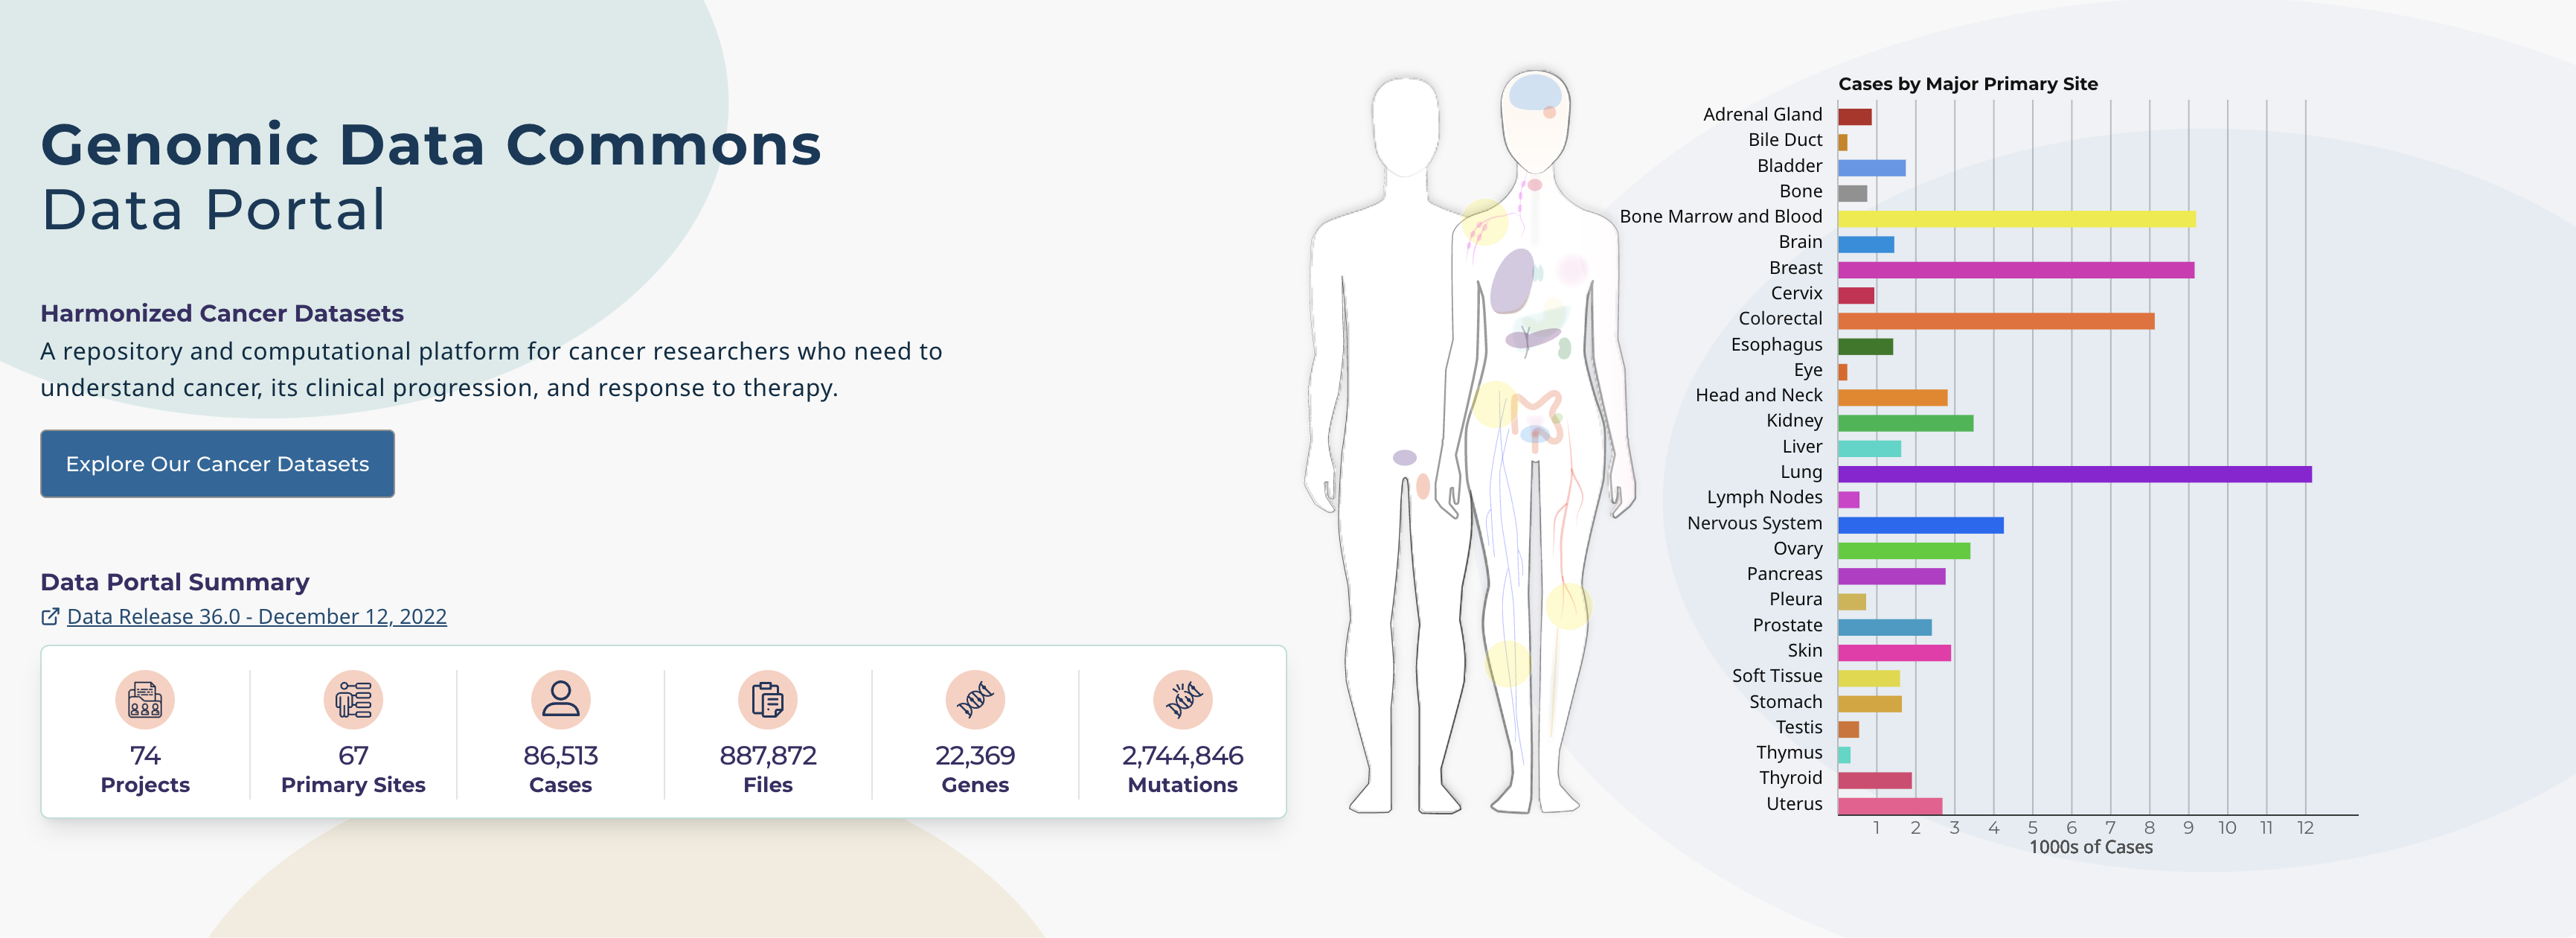 Genomic Data Commons
Data Portal
Harmonized Cancer Datasets
A repository and computational platform for cancer researchers who need to
understand cancer, its clinical progression, and response to therapy.
Explore Our Cancer Datasets
Data Portal Summary
Data Release 36.0 - December 12, 2022
74
Projects
67
Primary Sites
86,513
Cases
887,872
Files
22,369
Genes
2,744,846
Mutations
Cases by Major Primary Site
Adrenal Gland
Bile Duct
Bladder
Bone
Bone Marrow and Blood
Brain
Breast
Cervix
Colorectal
Esophagus
Eye
Head and Neck
Kidney
Liver
Lung
Lymph Nodes
Nervous System
Ovary
Pancreas
Pleura
Prostate
Skin
Soft Tissue
Stomach
Testis
Thymus
Thyroid
Uterus
1 2 3 4 5 6 7 8 9 10 11 12
1000s of Cases